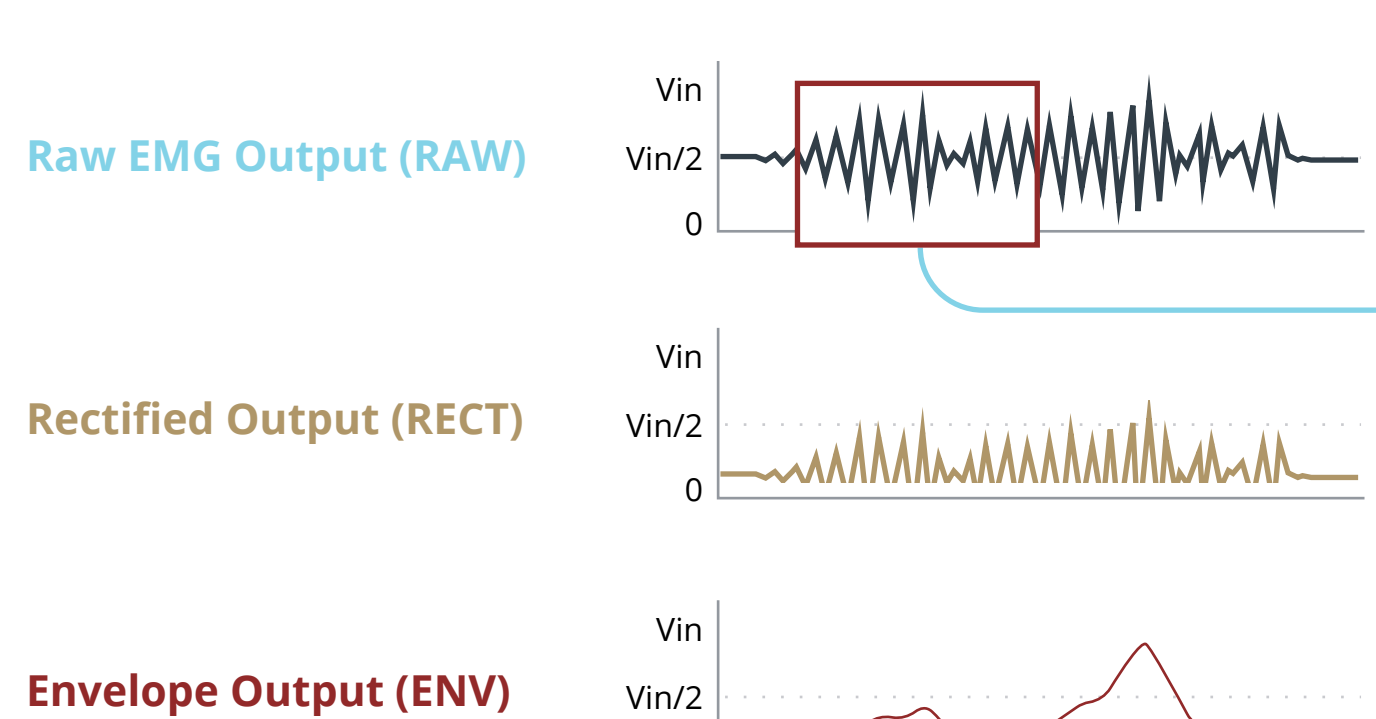 Vin
Raw EMG Output (RAW)
Vin/2
0
Vin
Rectified Output (RECT)
Vin/2
0
Vin
Envelope Output (ENV)
Vin/2